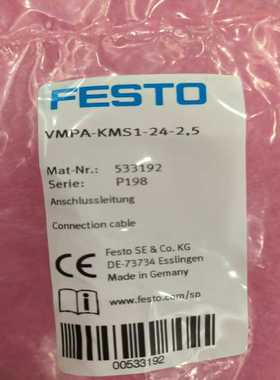 FESTO
VMPA-KMS1-24-2,5
Mat-Nr.: 533192
Serie: P198
Anschlussleitung
Connection cable
CE
Festo SE & Co. KG
DE-73734 Esslingen
Made in Germany
www.festo.com/sp
00533192